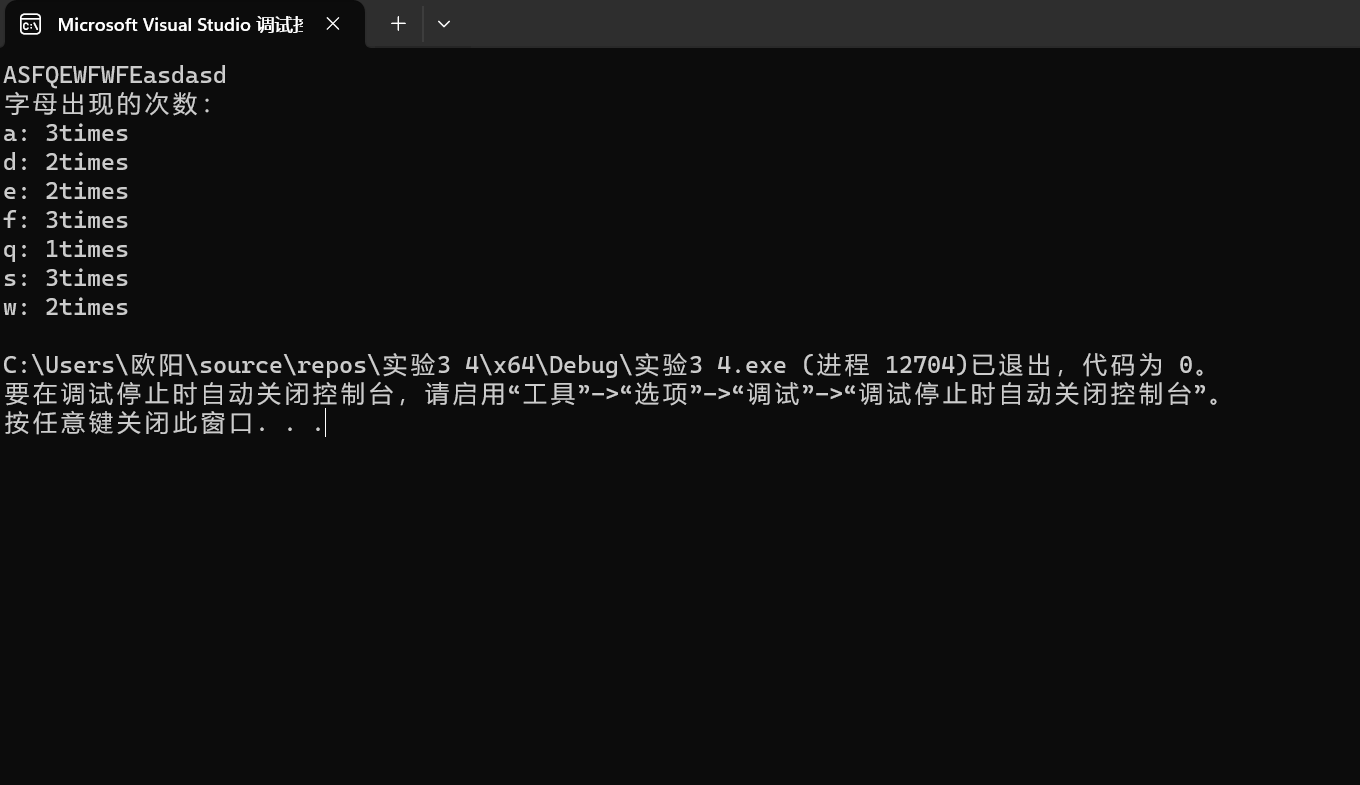 Microsoft Visual Studio 调试
ASFQEWFWFEasdasd
字母出现的次数：
a: 3times
d: 2times
e: 2times
f: 3times
q: 1times
s: 3times
w: 2times
C:\Users\欧阳\source\repos\实验3 4\x64\Debug\实验3 4.exe (进程 12704)已退出，代码为 0。
要在调试停止时自动关闭控制台，请启用“工具”->“选项”->“调试”->“调试停止时自动关闭控制台”。
按任意键关闭此窗口. . .